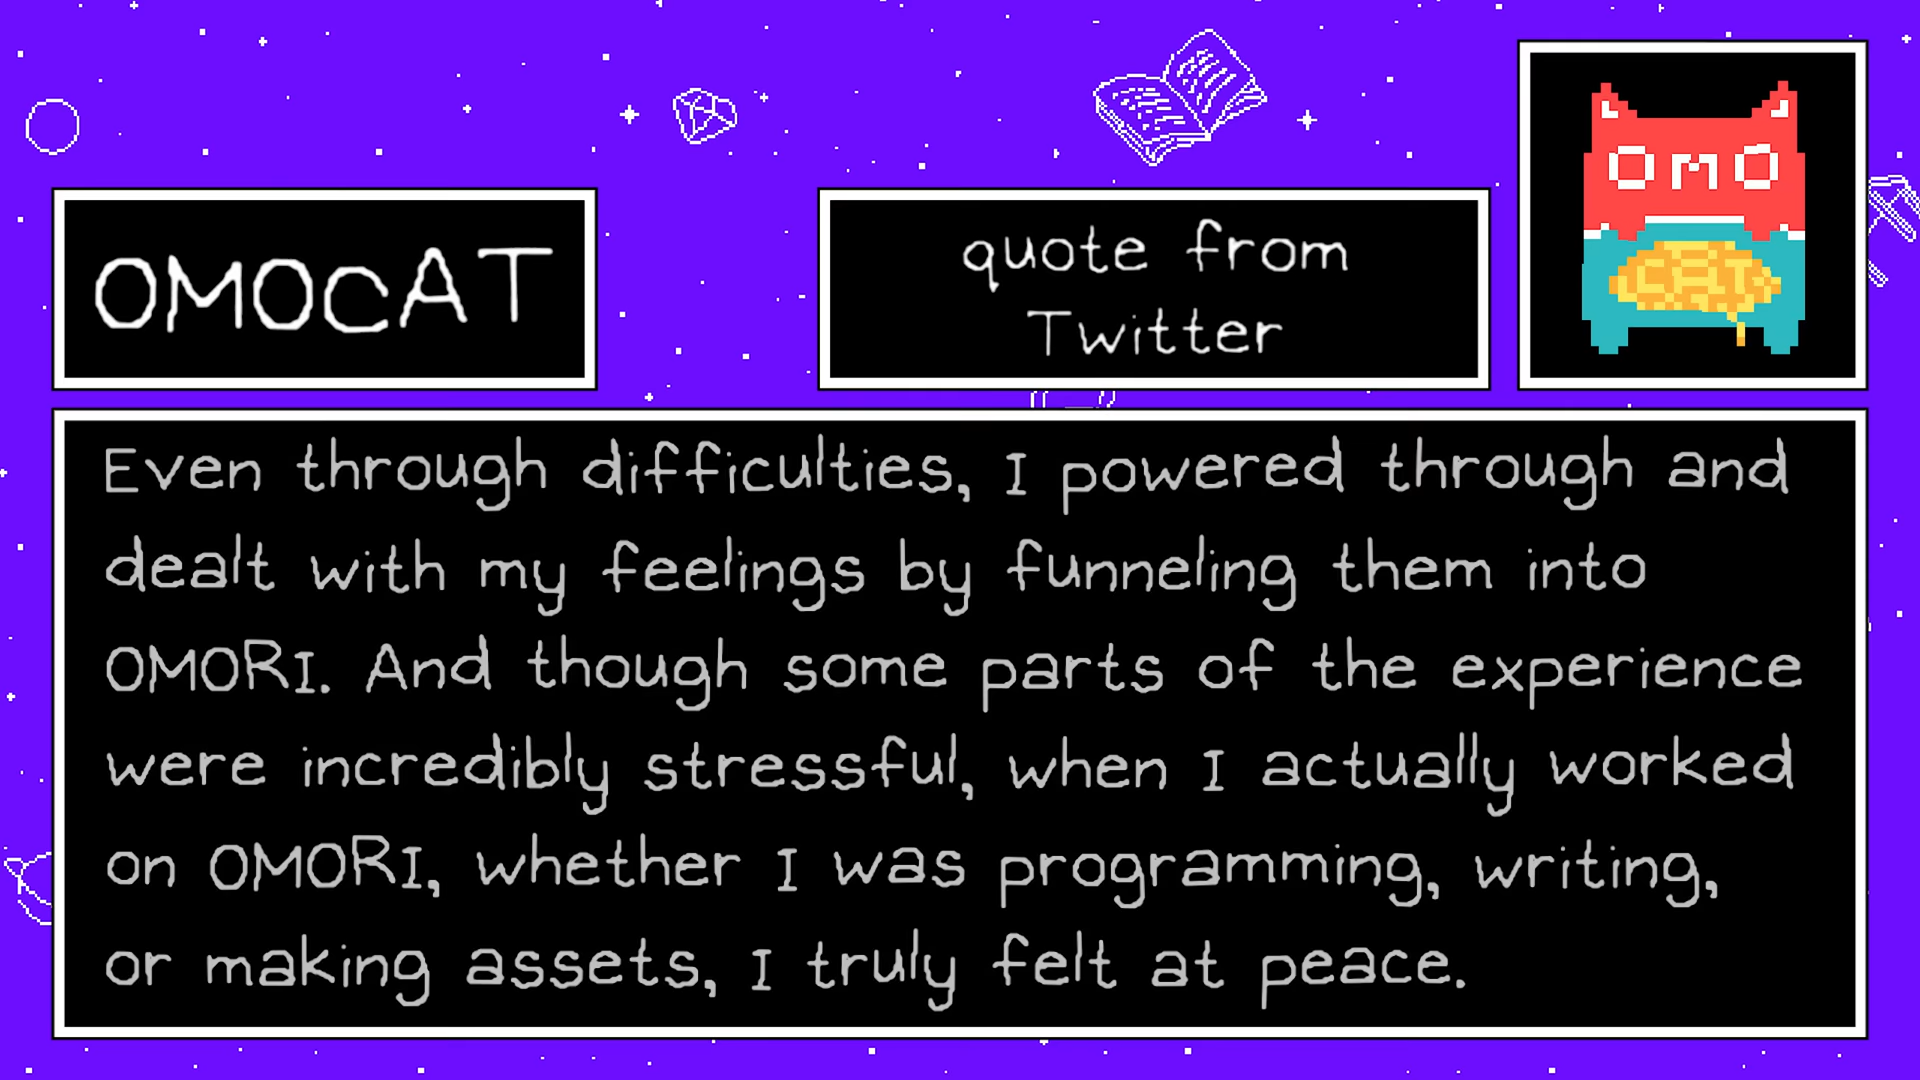 OMOCAT
quote from
Twitter
OMO
CAT
Even through difficulties, I powered through and
dealt with my feelings by funneling them into
OMORI. And though some parts of the experience
were incredibly stressful, when I actually worked
on OMORI, whether I was programming, writing,
or making assets, I truly felt at peace.